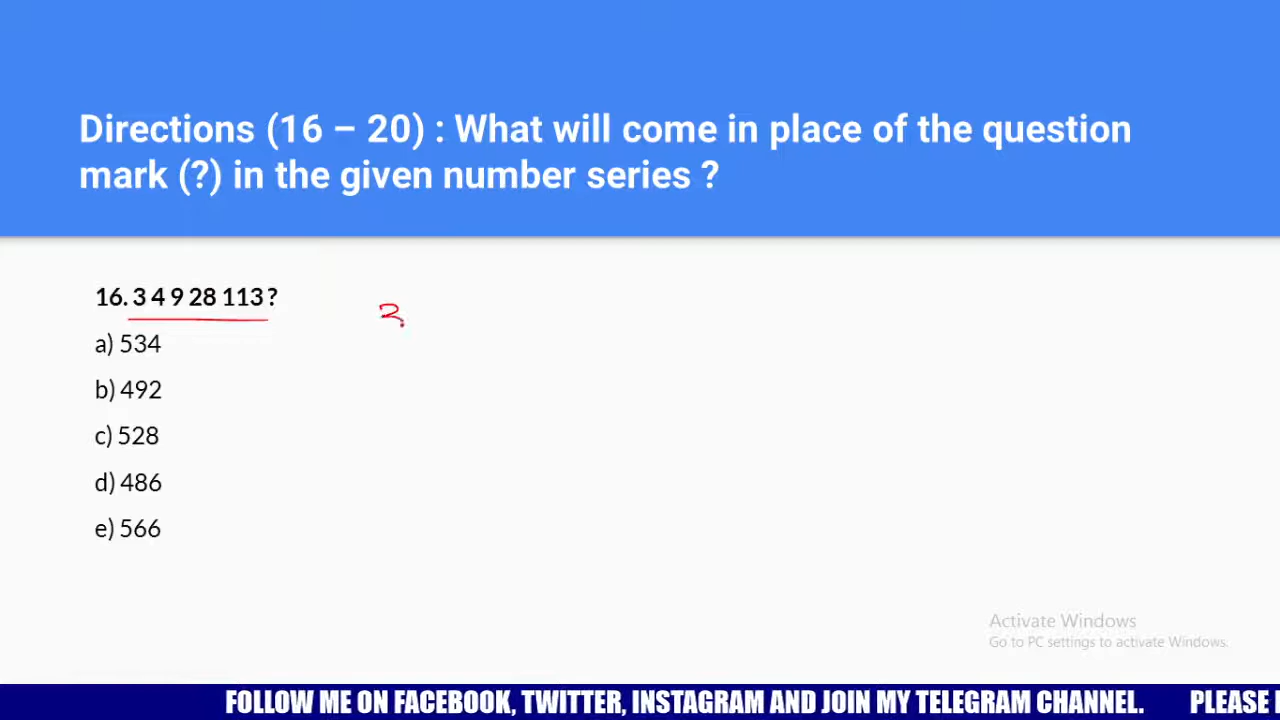 Directions (16 – 20) : What will come in place of the question
mark (?) in the given number series ?
16. 3 4 9 28 113 ?
a) 534
b) 492
c) 528
d) 486
e) 566
Activate Windows
Go to PC settings to activate Windows.
FOLLOW ME ON FACEBOOK, TWITTER, INSTAGRAM AND JOIN MY TELEGRAM CHANNEL. PLEASE